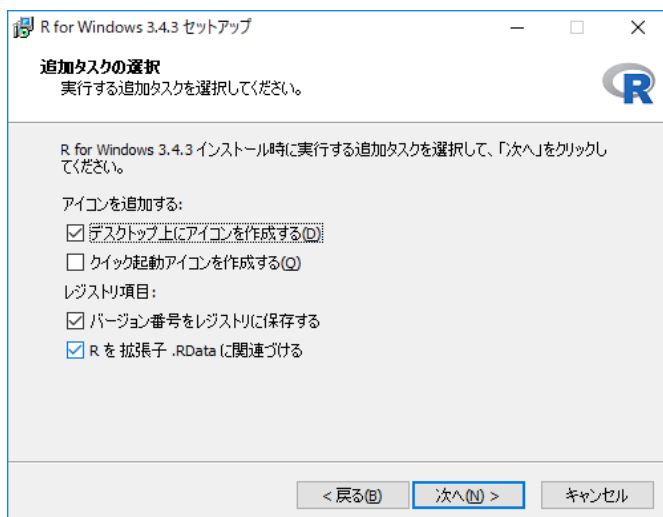 R for Windows 3.4.3 セットアップ
追加タスクの選択
実行する追加タスクを選択してください。
R
R for Windows 3.4.3 インストール時に実行する追加タスクを選択して、「次へ」をクリックし
てください。
アイコンを追加する:
デスクトップ上にアイコンを作成する(D)
クイック起動アイコンを作成する(Q)
レジストリ項目:
バージョン番号をレジストリに保存する
R を拡張子 .RData に関連づける
< 戻る(B) 次へ(N) > キャンセル